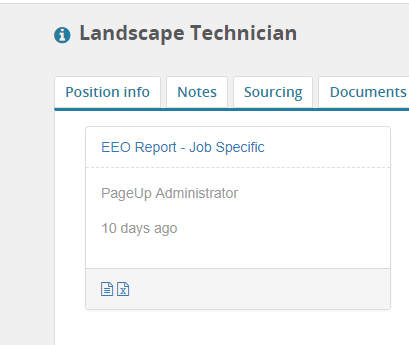 Landscape Technician
Position info Notes Sourcing Documents
EEO Report - Job Specific
PageUp Administrator
10 days ago